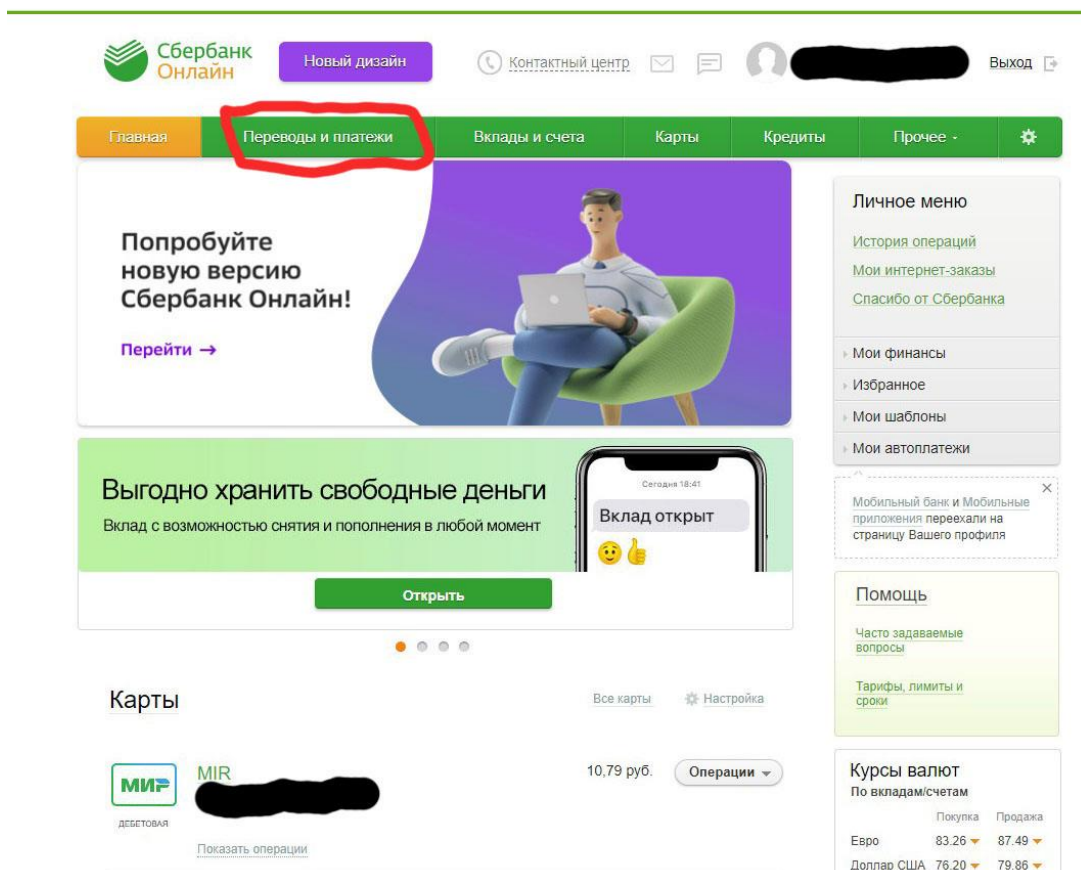 Сбербанк
Онлайн
Новый дизайн
Контактный центр
Выход
Главная
Переводы и платежи
Вклады и счета
Карты
Кредиты
Прочее
Попробуйте
новую версию
Сбербанк Онлайн!
Перейти →
Личное меню
История операций
Мои интернет-заказы
Спасибо от Сбербанка
Мои финансы
Избранное
Мои шаблоны
Мои автоплатежи
Выгодно хранить свободные деньги
Вклад с возможностью снятия и пополнения в любой момент
Сегодня 18:41
Вклад открыт
Открыть
Мобильный банк и Мобильные
приложения переехали на
страницу Вашего профиля
Помощь
Часто задаваемые
вопросы
Тарифы, лимиты и
сроки
Карты
Все карты
Настройка
МИР
ДЕБЕТОВАЯ
MIR
10,79 руб.
Операции
Показать операции
Курсы валют
По вкладам/счетам
Покупка Продажа
Евро 83.26 87.49
Доллар США 76.20 79.86